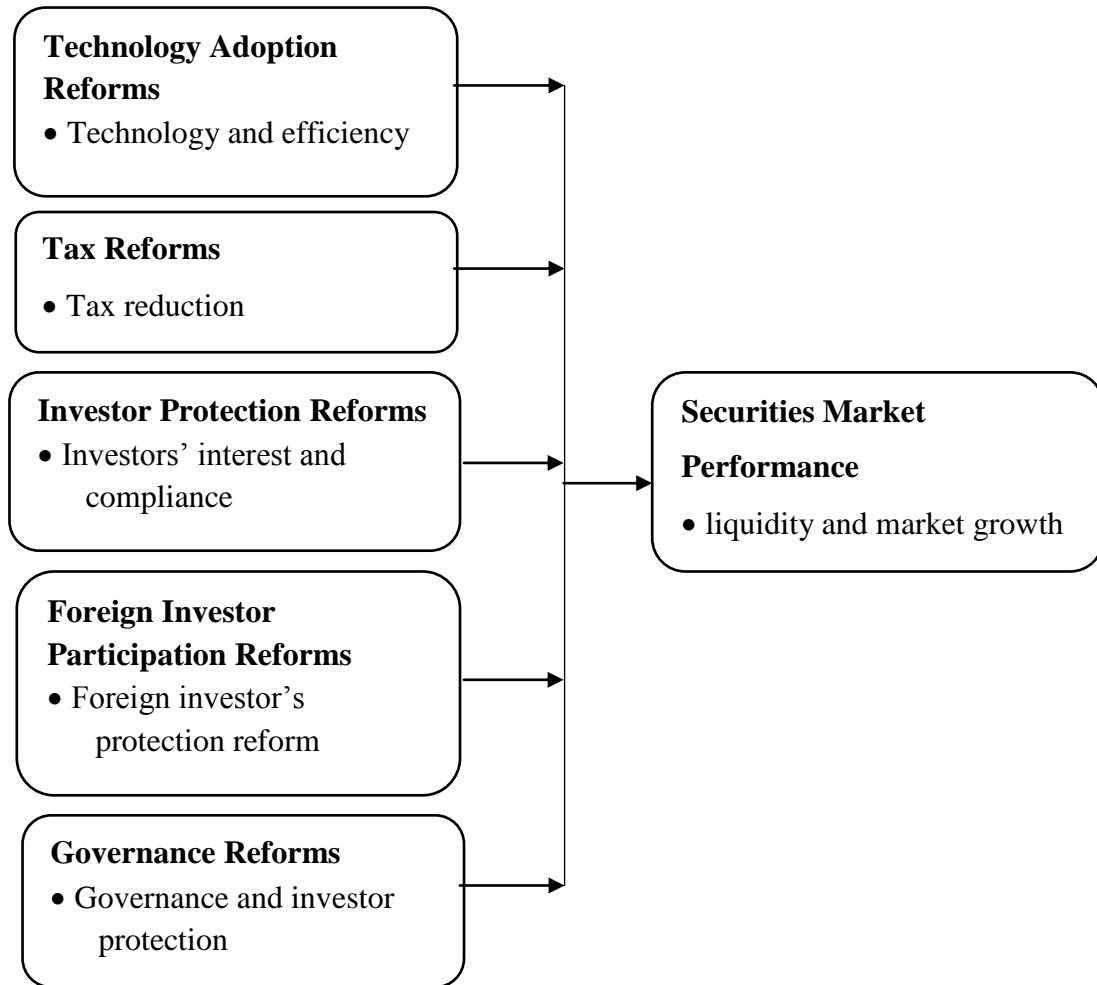 Technology Adoption
Reforms
• Technology and efficiency
Tax Reforms
• Tax reduction
Investor Protection Reforms
• Investors’ interest and
compliance
Foreign Investor
Participation Reforms
• Foreign investor’s
protection reform
Governance Reforms
• Governance and investor
protection
Securities Market
Performance
• liquidity and market growth